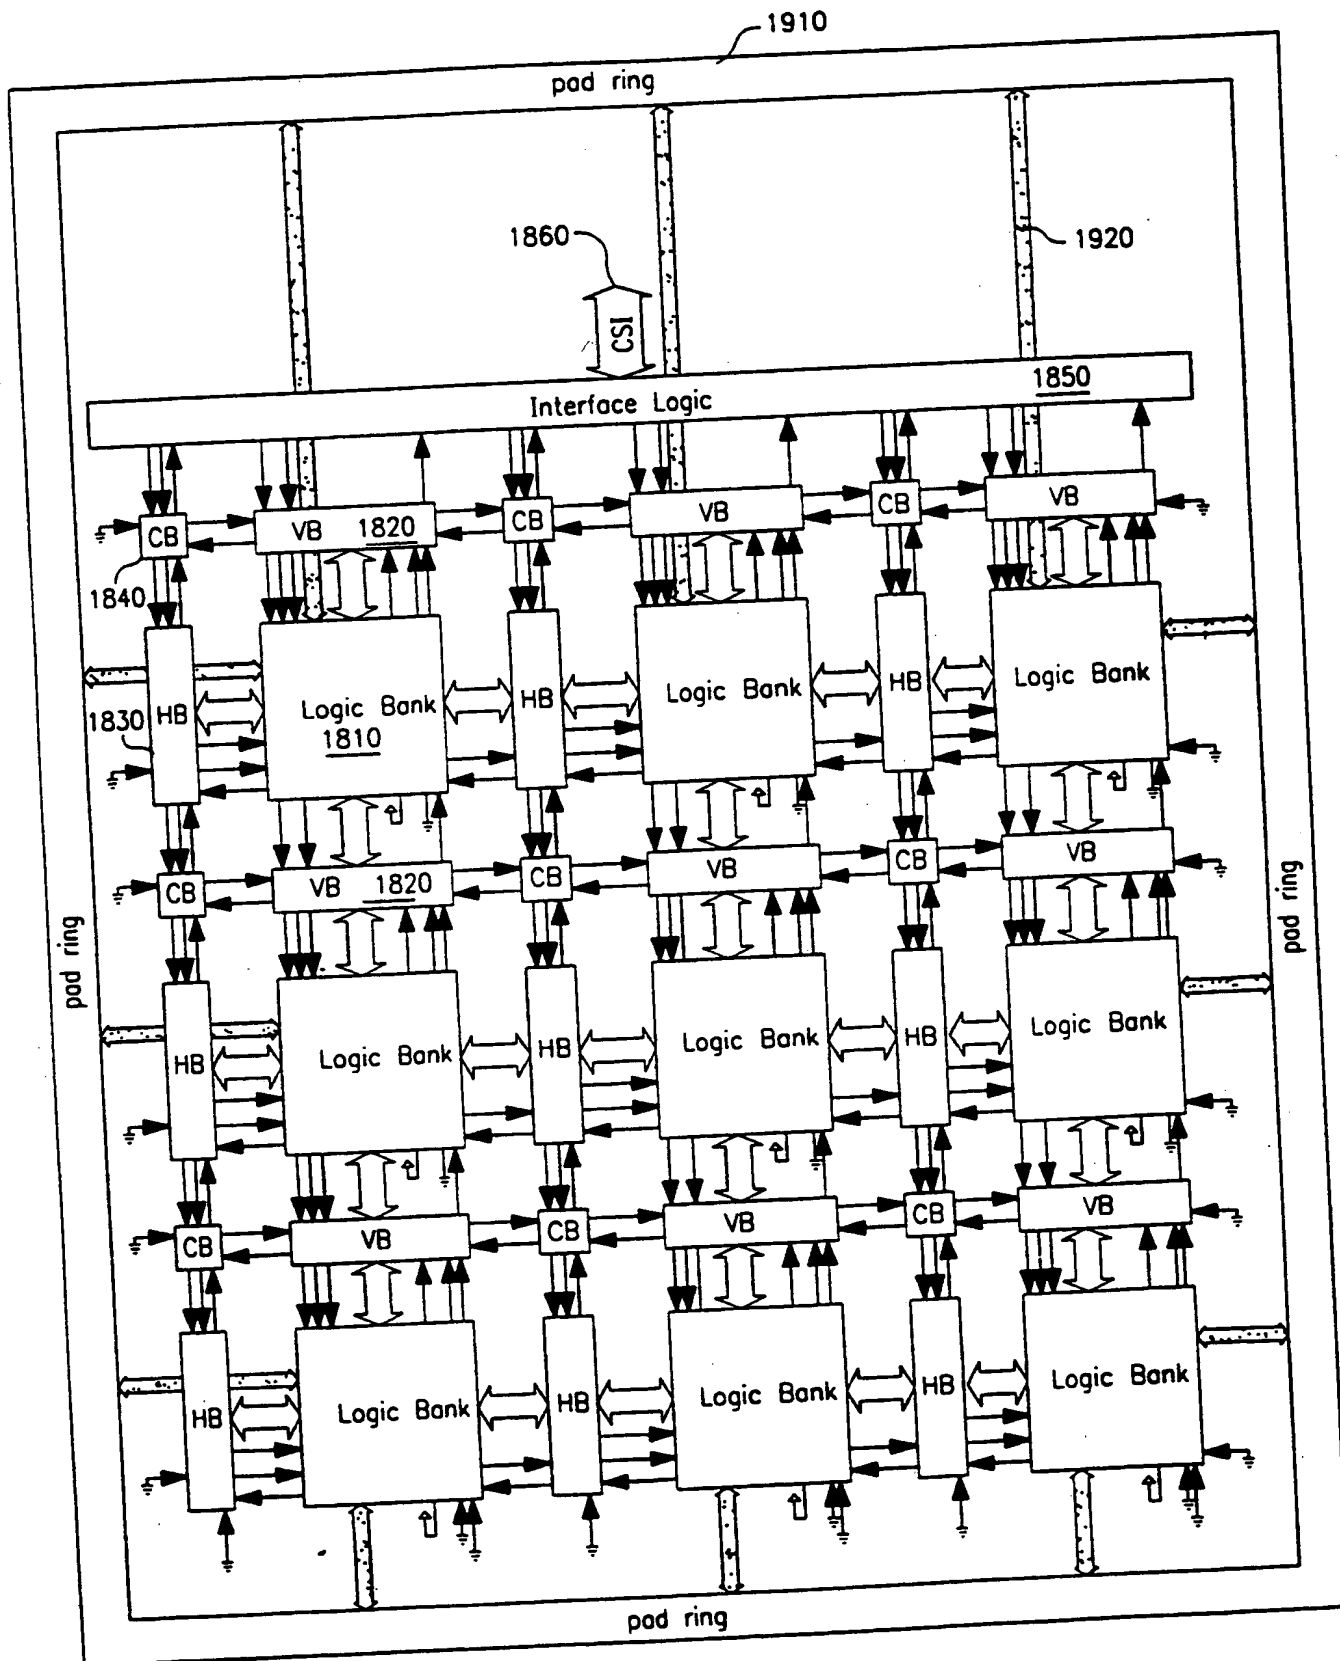 1910
pad ring
1860
1920
CSI
Interface Logic 1850
CB
VB 1820
CB
VB
CB
VB
1840
HB
Logic Bank
1810
HB
Logic Bank
HB
Logic Bank
1830
CB
VB 1820
CB
VB
CB
VB
pad ring
pad ring
HB
Logic Bank
HB
Logic Bank
HB
Logic Bank
CB
VB
CB
VB
CB
VB
HB
Logic Bank
HB
Logic Bank
HB
Logic Bank
pad ring